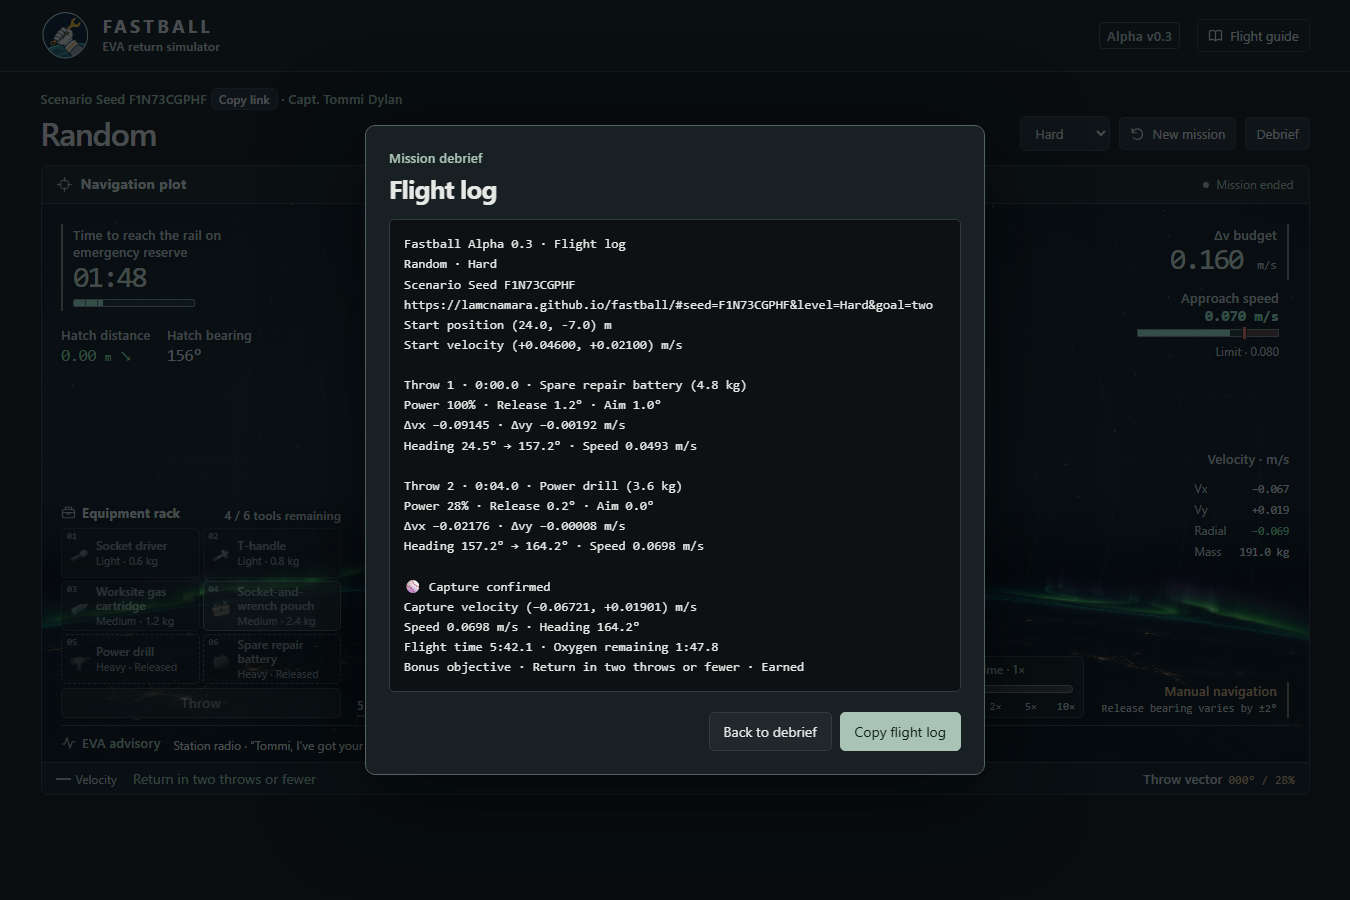 FASTBALL
EVA return simulator
Alpha v0.3
Flight guide
Scenario Seed F1N73CGPHF Copy link · Capt. Tommi Dylan
Random
Hard
New mission
Debrief
Navigation plot
Mission ended
Time to reach the rail on
emergency reserve
01:48
Hatch distance
Hatch bearing
0.00 m ↘
156°
Δv budget
0.160 m/s
Approach speed
0.070 m/s
Limit · 0.080
Velocity · m/s
Vx −0.067
Vy +0.019
Radial −0.069
Mass 191.0 kg
Equipment rack
4 / 6 tools remaining
01
Socket driver
Light · 0.6 kg
02
T-handle
Light · 0.8 kg
03
Worksite gas
cartridge
Medium · 1.2 kg
04
Socket-and-
wrench pouch
Medium · 2.4 kg
05
Power drill
Heavy · Released
06
Spare repair
battery
Heavy · Released
Throw
5
me · 1×
2× 5× 10×
Manual navigation
Release bearing varies by ±2°
EVA advisory
Station radio · "Tommi, I've got your
Velocity
Return in two throws or fewer
Throw vector 000° / 28%
Mission debrief
Flight log
Fastball Alpha 0.3 · Flight log
Random · Hard
Scenario Seed F1N73CGPHF
https://lamcnamara.github.io/fastball/#seed=F1N73CGPHF&level=Hard&goal=two
Start position (24.0, -7.0) m
Start velocity (+0.04600, +0.02100) m/s
Throw 1 · 0:00.0 · Spare repair battery (4.8 kg)
Power 100% · Release 1.2° · Aim 1.0°
Δvx −0.09145 · Δvy −0.00192 m/s
Heading 24.5° → 157.2° · Speed 0.0493 m/s
Throw 2 · 0:04.0 · Power drill (3.6 kg)
Power 28% · Release 0.2° · Aim 0.0°
Δvx −0.02176 · Δvy −0.00008 m/s
Heading 157.2° → 164.2° · Speed 0.0698 m/s
Capture confirmed
Capture velocity (−0.06721, +0.01901) m/s
Speed 0.0698 m/s · Heading 164.2°
Flight time 5:42.1 · Oxygen remaining 1:47.8
Bonus objective · Return in two throws or fewer · Earned
Back to debrief
Copy flight log